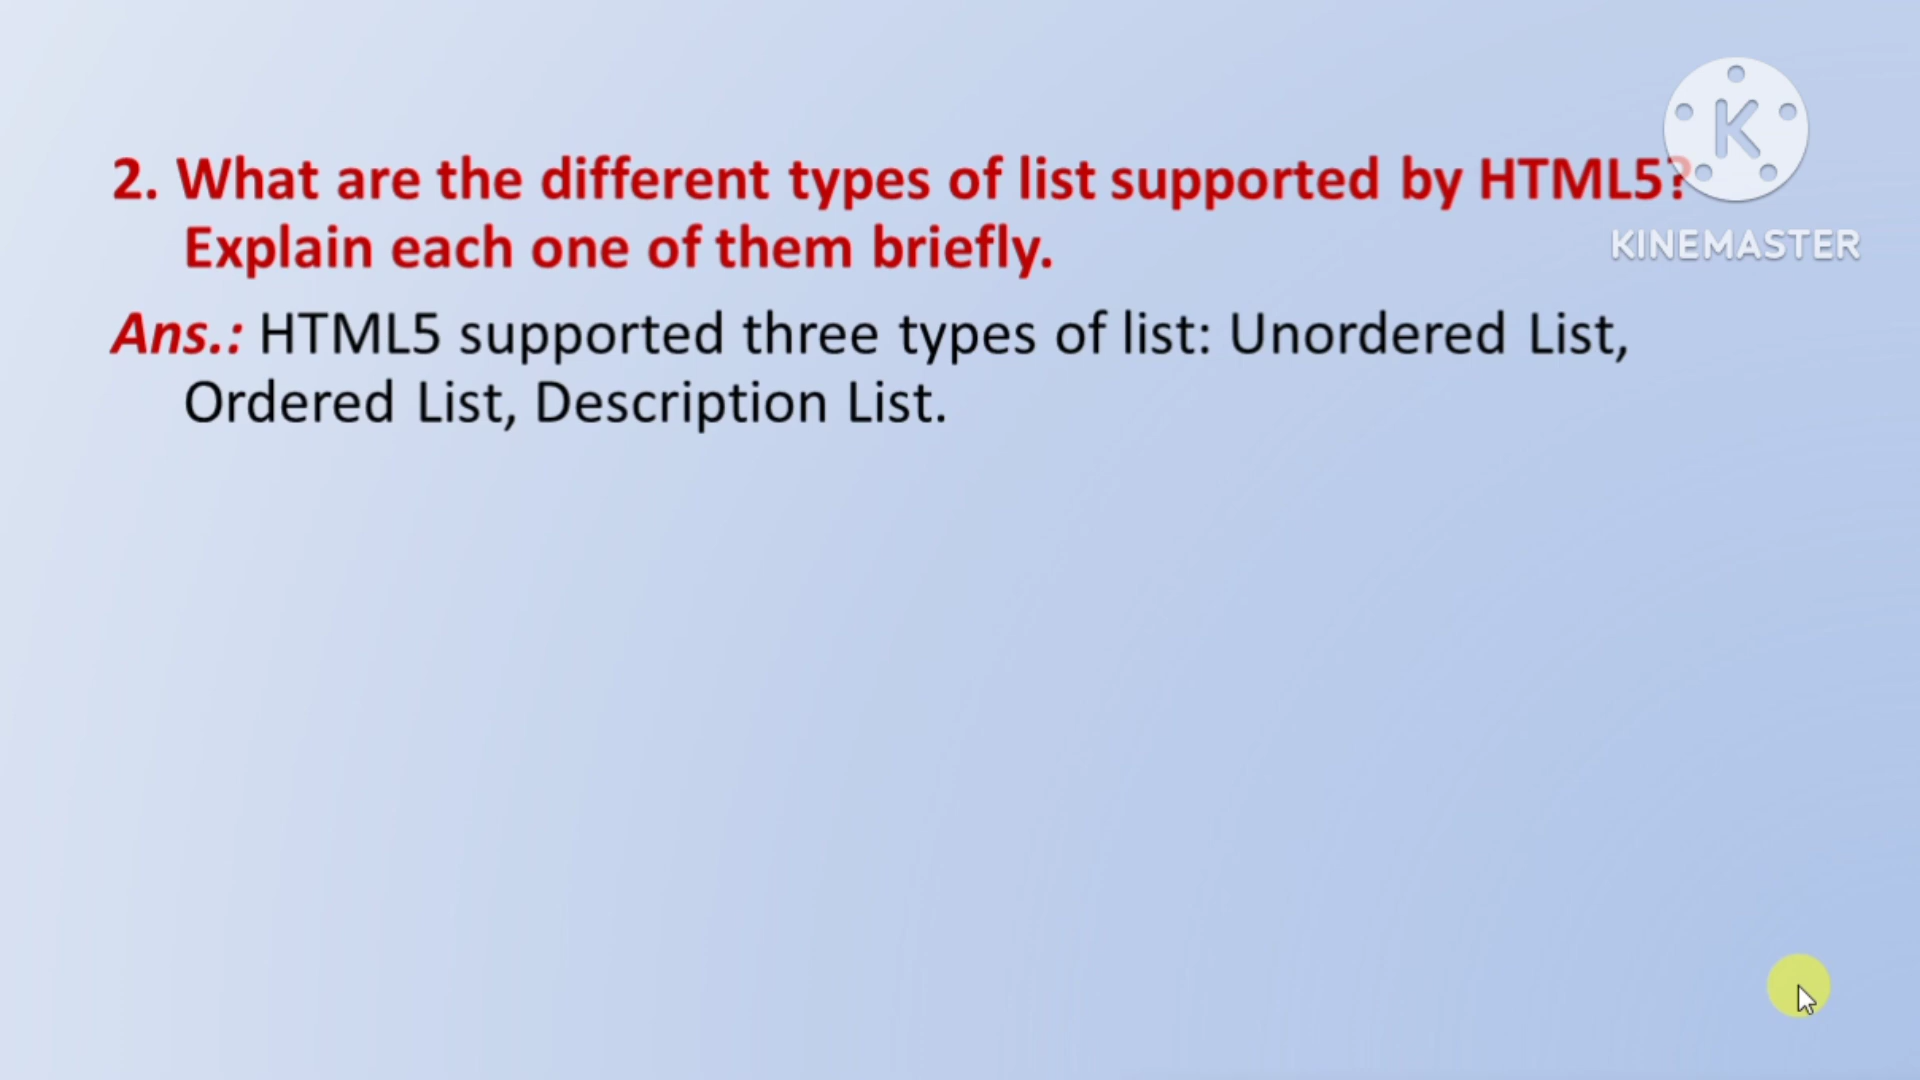 2. What are the different types of list supported by HTML5?
Explain each one of them briefly.
Ans.: HTML5 supported three types of list: Unordered List,
Ordered List, Description List.
K
KINEMASTER